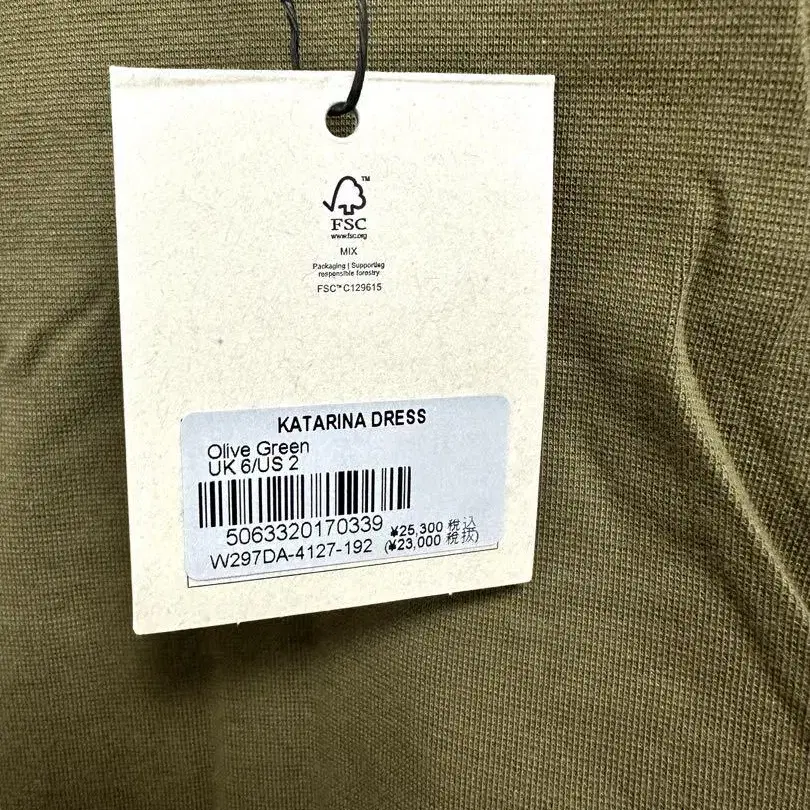 TM
FSC
www.fsc.org
MIX
Packaging | Supporting
responsible forestry
FSC™ C129615
KATARINA DRESS
Olive Green
UK 6/US 2
5063320170339
¥25,300 税込
W297DA-4127-192
(¥23,000 税抜)